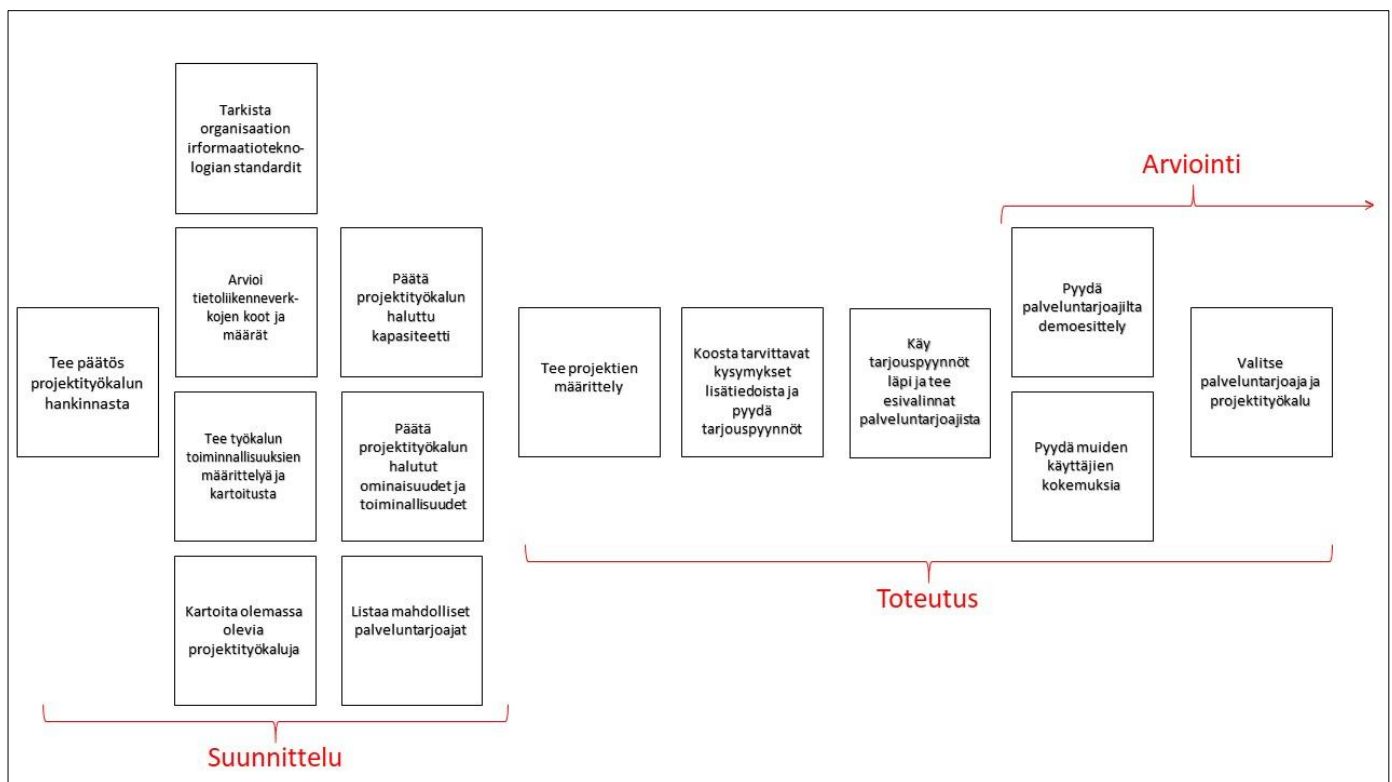 Tarkista
organisaation
irformaatiotekno-
logian standardit
Arviointi
Arvioi
tietoliikenneverk-
kojen koot ja
määrät
Päätä
projektityökalun
haluttu
kapasiteetti
Pyydä
palveluntarjoajilta
demoesittely
Tee päätös
projektityökalun
hankinnasta
Tee projektien
määrittely
Koosta tarvittavat
kysymykset
lisätiedoista ja
pyydä
tarjouspyynnöt
Käy
tarjouspyynnöt
läpi ja tee
esivalinnat
palveluntarjoajista
Valitse
palveluntarjoaja ja
projektityökalu
Tee työkalun
toiminnallisuuksien
määrittelyä ja
kartoitusta
Päätä
projektityökalun
halutut
ominaisuudet ja
toiminallisuudet
Pyydä muiden
käyttäjien
kokemuksia
Kartoita olemassa
olevia
projektityökaluja
Listaa mahdolliset
palveluntarjoajat
Toteutus
Suunnittelu